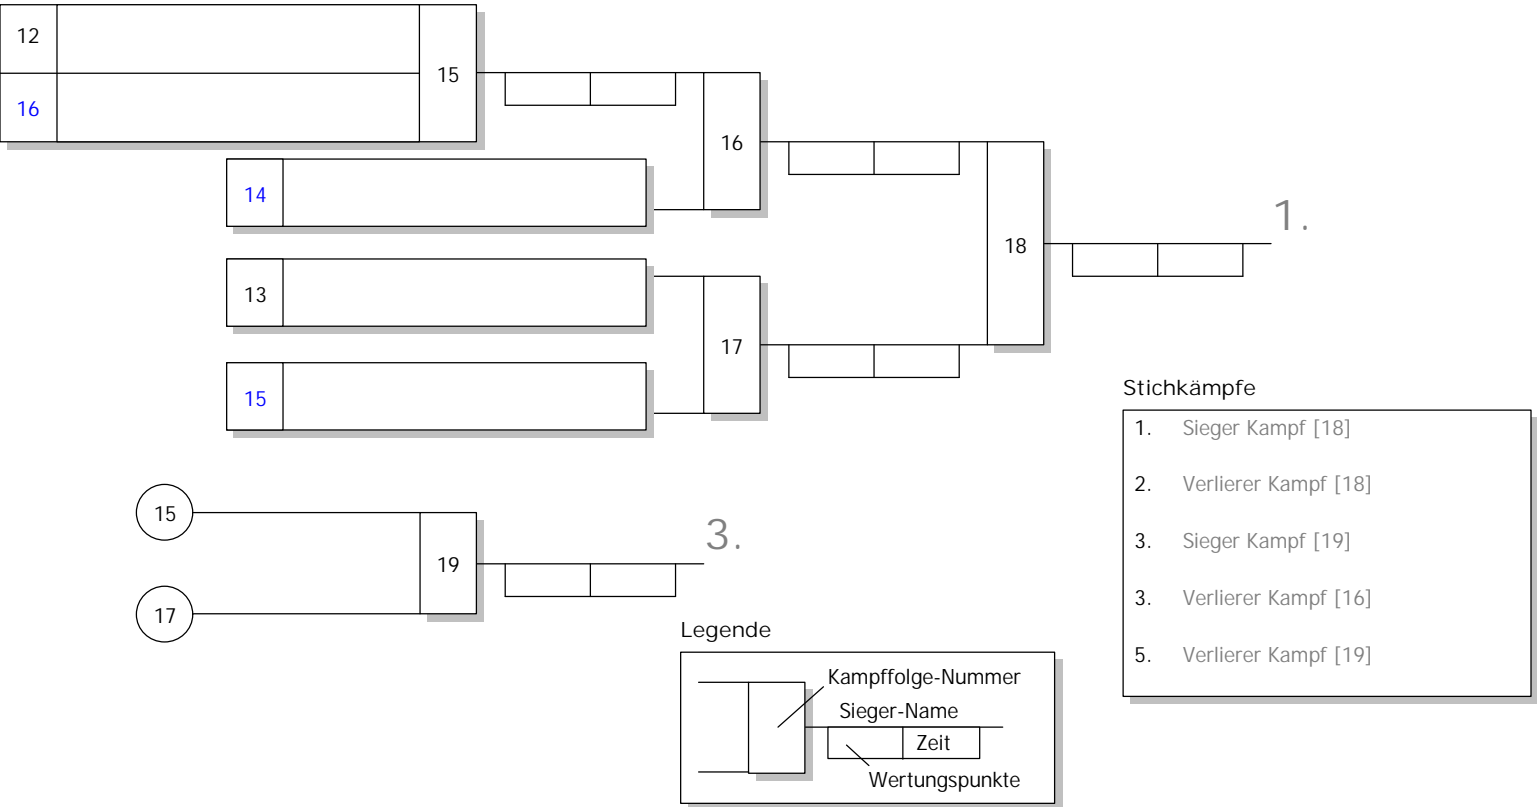 12
15
16
16
14
1.
18
13
17
15
Stichkämpfe
1. Sieger Kampf [18]
2. Verlierer Kampf [18]
3. Sieger Kampf [19]
3. Verlierer Kampf [16]
5. Verlierer Kampf [19]
15
3.
19
17
Legende
Kampffolge-Nummer
Sieger-Name
Zeit
Wertungspunkte